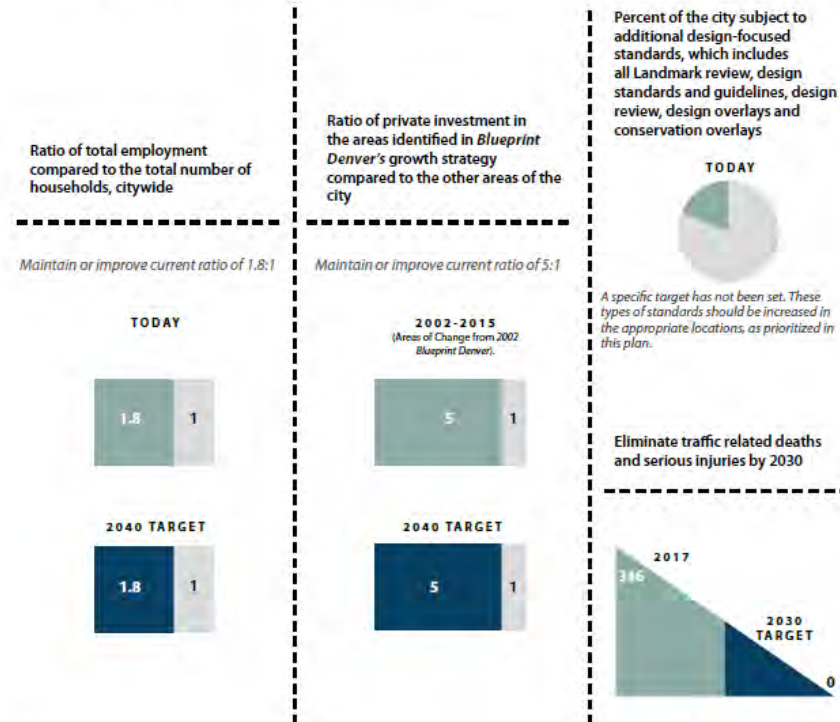 Ratio of total employment
compared to the total number of
households, citywide
Maintain or improve current ratio of 1.8:1
TODAY
1.8
1
2040 TARGET
1.8
1
Ratio of private investment in
the areas identified in Blueprint
Denver's growth strategy
compared to the other areas of the
city
Maintain or improve current ratio of 5:1
2002-2015
(Areas of Change from 2002
Blueprint Denver).
5
1
2040 TARGET
5
1
Percent of the city subject to
additional design-focused
standards, which includes
all Landmark review, design
standards and guidelines, design
review, design overlays and
conservation overlays
TODAY
A specific target has not been set. These
types of standards should be increased in
the appropriate locations, as prioritized in
this plan.
Eliminate traffic related deaths
and serious injuries by 2030
2017
2030
TARGET
0